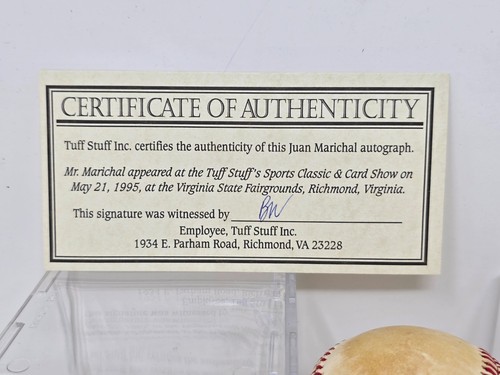 CERTIFICATE OF AUTHENTICITY
Tuff Stuff Inc. certifies the authenticity of this Juan Marichal autograph.
Mr. Marichal appeared at the Tuff Stuff's Sports Classic & Card Show on
May 21, 1995, at the Virginia State Fairgrounds, Richmond, Virginia.
This signature was witnessed by
Employee, Tuff Stuff Inc.
1934 E. Parham Road, Richmond, VA 23228